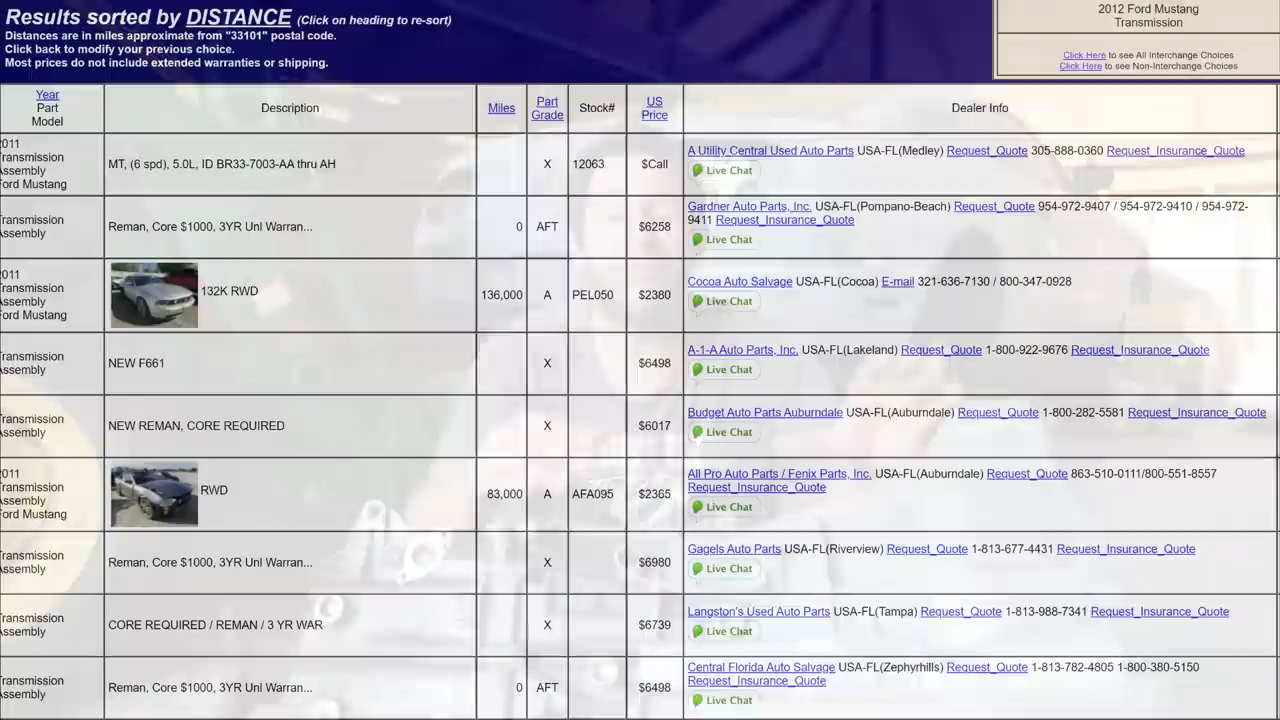 Results sorted by DISTANCE (Click on heading to re-sort)
Distances are in miles approximate from "33101" postal code.
Click back to modify your previous choice.
Most prices do not include extended warranties or shipping.
2012 Ford Mustang
Transmission
Click Here to see All Interchange Choices
Click Here to see Non-Interchange Choices
Year
Part
Model
Description
Miles
Part
Grade
Stock#
US
Price
Dealer Info
2011
Transmission
Assembly
Ford Mustang
MT, (6 spd), 5.0L, ID BR33-7003-AA thru AH
X
12063
$Call
A Utility Central Used Auto Parts USA-FL(Medley) Request_Quote 305-888-0360 Request_Insurance_Quote
Live Chat
Transmission
Assembly
Reman, Core $1000, 3YR Unl Warran...
0
AFT
$6258
Gardner Auto Parts, Inc. USA-FL(Pompano-Beach) Request_Quote 954-972-9407 / 954-972-9410 / 954-972-
9411 Request_Insurance_Quote
Live Chat
2011
Transmission
Assembly
Ford Mustang
132K RWD
136,000
A
PEL050
$2380
Cocoa Auto Salvage USA-FL(Cocoa) E-mail 321-636-7130 / 800-347-0928
Live Chat
Transmission
Assembly
NEW F661
X
$6498
A-1-A Auto Parts, Inc. USA-FL(Lakeland) Request_Quote 1-800-922-9676 Request_Insurance_Quote
Live Chat
Transmission
Assembly
NEW REMAN, CORE REQUIRED
X
$6017
Budget Auto Parts Auburndale USA-FL(Auburndale) Request_Quote 1-800-282-5581 Request_Insurance_Quote
Live Chat
2011
Transmission
Assembly
Ford Mustang
RWD
83,000
A
AFA095
$2365
All Pro Auto Parts / Fenix Parts, Inc. USA-FL(Auburndale) Request_Quote 863-510-0111/800-551-8557
Request_Insurance_Quote
Live Chat
Transmission
Assembly
Reman, Core $1000, 3YR Unl Warran...
X
$6980
Gagels Auto Parts USA-FL(Riverview) Request_Quote 1-813-677-4431 Request_Insurance_Quote
Live Chat
Transmission
Assembly
CORE REQUIRED / REMAN / 3 YR WAR
X
$6739
Langston's Used Auto Parts USA-FL(Tampa) Request_Quote 1-813-988-7341 Request_Insurance_Quote
Live Chat
Transmission
Assembly
Reman, Core $1000, 3YR Unl Warran...
0
AFT
$6498
Central Florida Auto Salvage USA-FL(Zephyrhills) Request_Quote 1-813-782-4805 1-800-380-5150
Request_Insurance_Quote
Live Chat